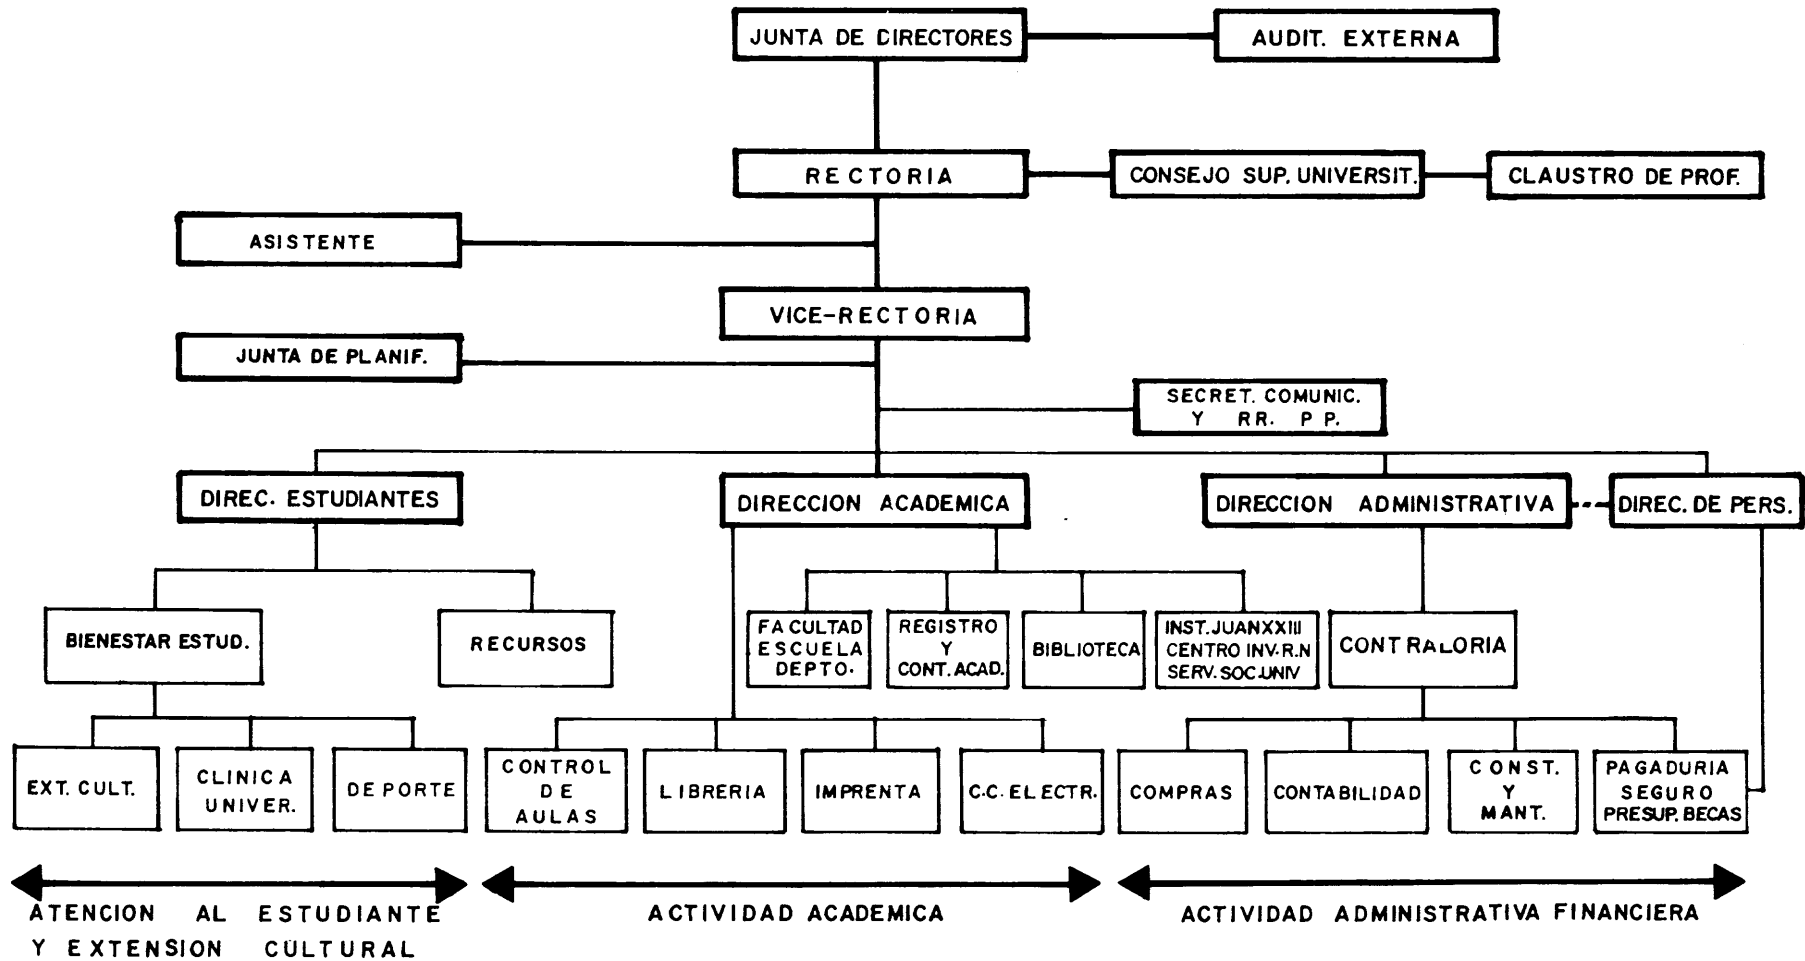 JUNTA DE DIRECTORES
AUDIT. EXTERNA
RECTORIA
CONSEJO SUP. UNIVERSIT.
CLAUSTRO DE PROF.
ASISTENTE
VICE-RECTORIA
JUNTA DE PLANIF.
SECRET. COMUNIC.
Y RR. P P.
DIREC. ESTUDIANTES
DIRECCION ACADEMICA
DIRECCION ADMINISTRATIVA
DIREC. DE PERS.
BIENESTAR ESTUD.
RECURSOS
FACULTAD
ESCUELA
DEPTO.
REGISTRO
Y
CONT. ACAD.
BIBLIOTECA
INST. JUAN XXIII
CENTRO INV. R.N
SERV. SOC. UNIV
CONTRALORIA
EXT. CULT.
CLINICA
UNIVER.
DEPORTE
CONTROL
DE
AULAS
LIBRERIA
IMPRENTA
C.C. ELECTR.
COMPRAS
CONTABILIDAD
CONST.
Y
MANT.
PAGADURIA
SEGURO
PRESUP. BECAS
ATENCION AL ESTUDIANTE
Y EXTENSION CULTURAL
ACTIVIDAD ACADEMICA
ACTIVIDAD ADMINISTRATIVA FINANCIERA